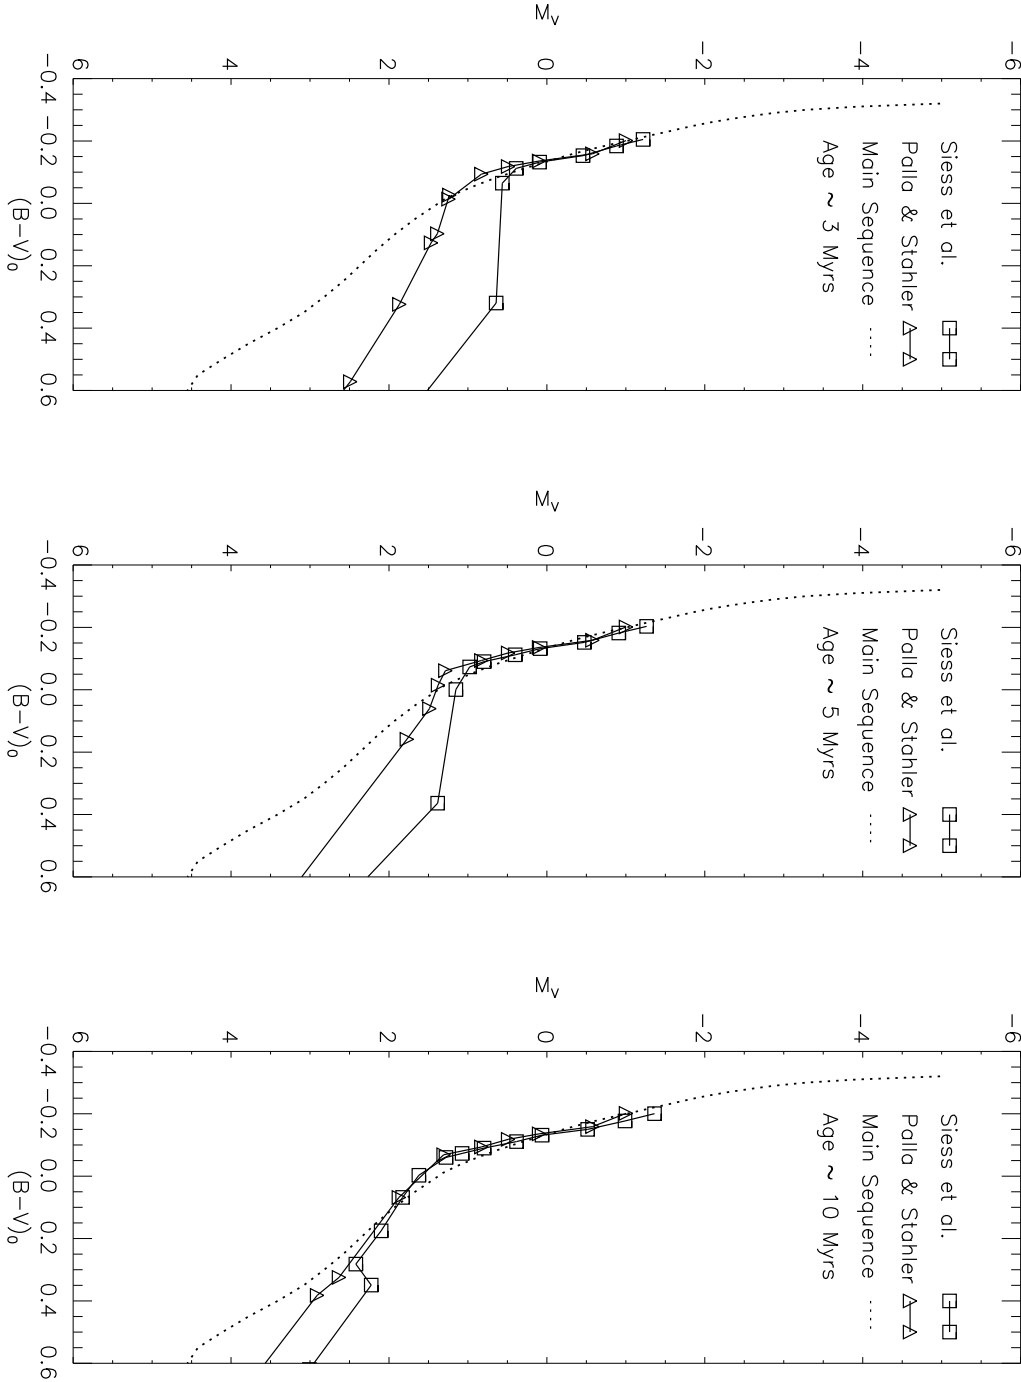 Siess et al.
Palla & Stahler
Main Sequence
Age ~ 3 Myrs
-6
-4
-2
0
2
4
6
M_V
-0.4 -0.2 0.0 0.2 0.4 0.6
(B-V)_0
Siess et al.
Palla & Stahler
Main Sequence
Age ~ 5 Myrs
-6
-4
-2
0
2
4
6
M_V
-0.4 -0.2 0.0 0.2 0.4 0.6
(B-V)_0
Siess et al.
Palla & Stahler
Main Sequence
Age ~ 10 Myrs
-6
-4
-2
0
2
4
6
M_V
-0.4 -0.2 0.0 0.2 0.4 0.6
(B-V)_0